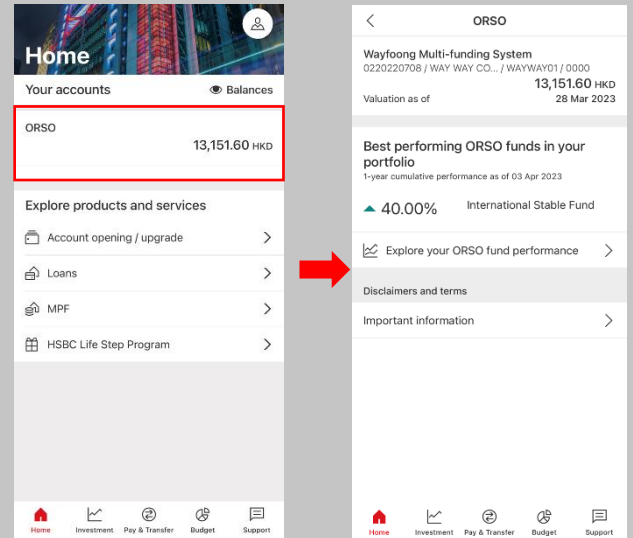 Home
Your accounts
Balances
ORSO
13,151.60 HKD
Explore products and services
Account opening / upgrade
Loans
MPF
HSBC Life Step Program
Home Investment Pay & Transfer Budget Support
ORSO
Wayfoong Multi-funding System
0220220708 / WAY WAY CO... / WAYWAY01 / 0000
13,151.60 HKD
Valuation as of 28 Mar 2023
Best performing ORSO funds in your
portfolio
1-year cumulative performance as of 03 Apr 2023
40.00% International Stable Fund
Explore your ORSO fund performance
Disclaimers and terms
Important information
Home Investment Pay & Transfer Budget Support